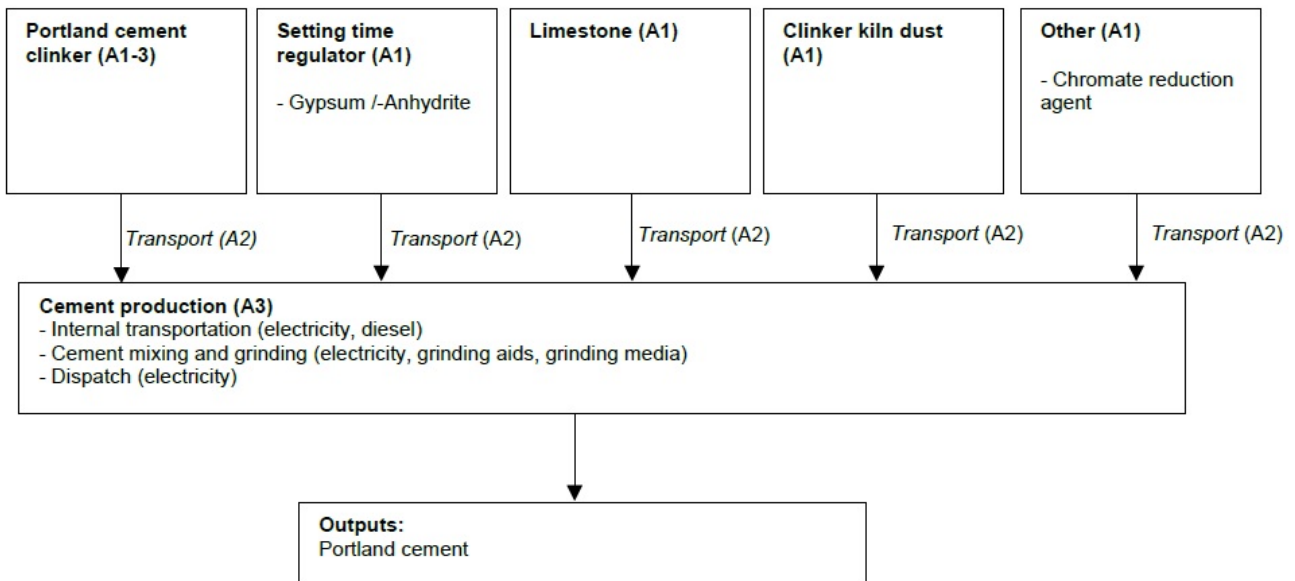 Portland cement
clinker (A1-3)
Setting time
regulator (A1)
- Gypsum /-Anhydrite
Limestone (A1)
Clinker kiln dust
(A1)
Other (A1)
- Chromate reduction
agent
Transport (A2)
Transport (A2)
Transport (A2)
Transport (A2)
Transport (A2)
Cement production (A3)
- Internal transportation (electricity, diesel)
- Cement mixing and grinding (electricity, grinding aids, grinding media)
- Dispatch (electricity)
Outputs:
Portland cement